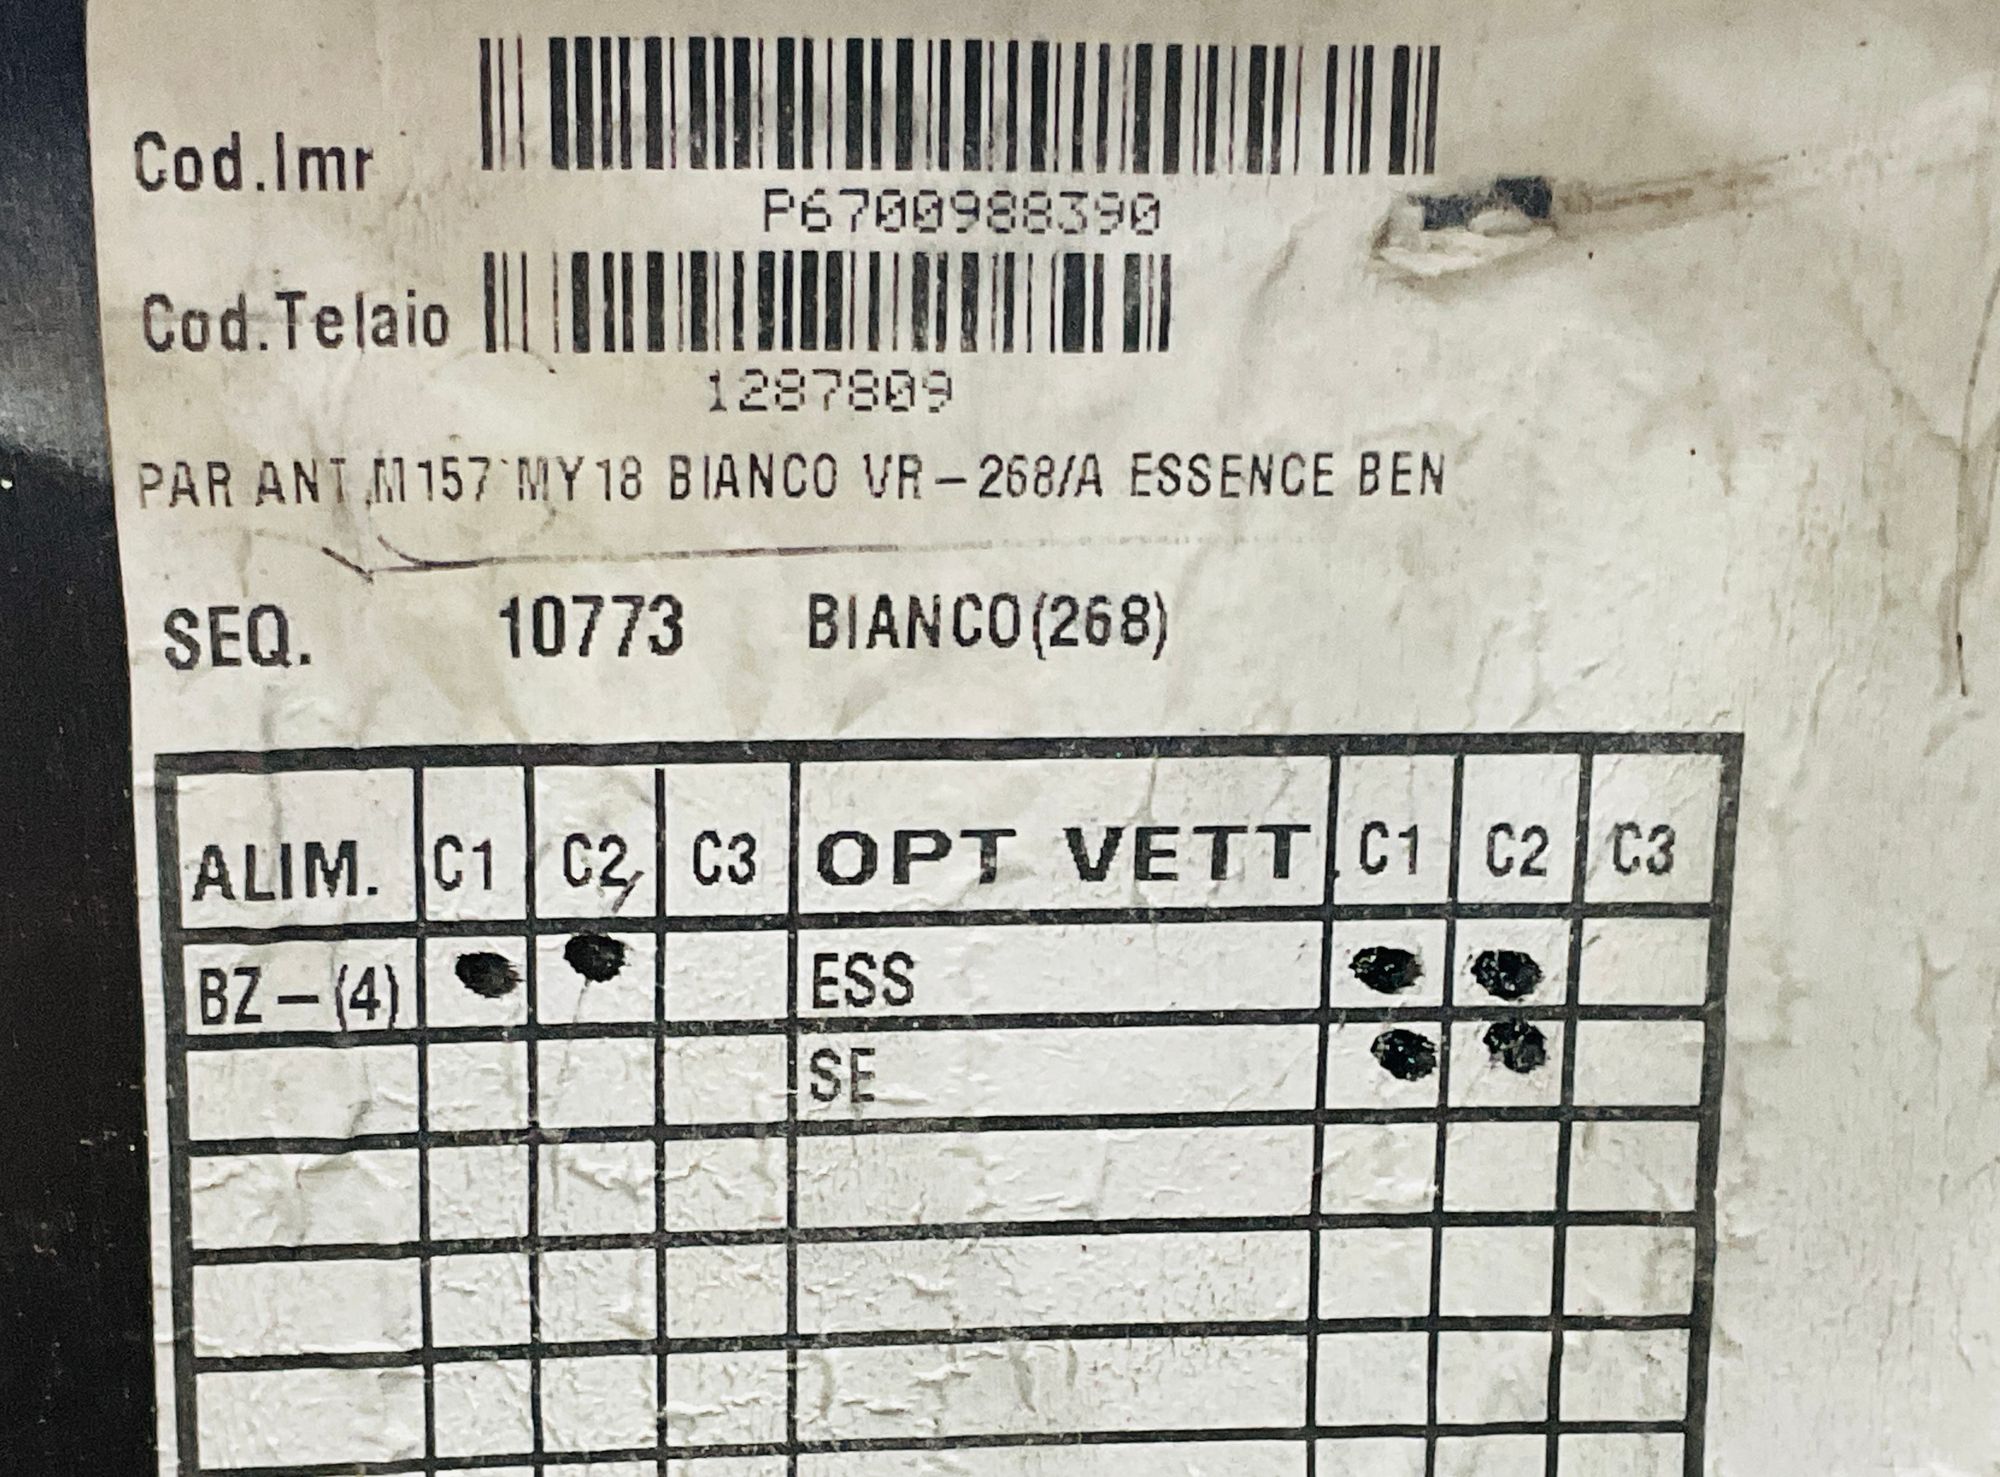 Cod.Imr
P6700988390
Cod.Telaio
1287809
PAR ANT.M157 MY18 BIANCO VR-268/A ESSENCE BEN
SEQ. 10773 BIANCO(268)
ALIM. C1 C2 C3 OPT VETT. C1 C2 C3
BZ-(4) ESS
SE